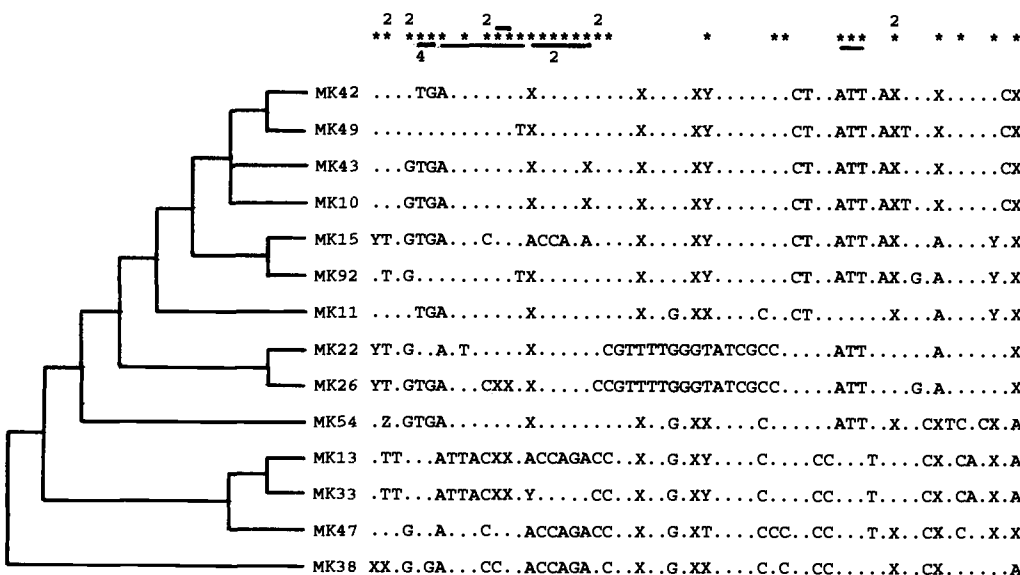 2 2 2 2 2
** ***** * *********** * ** *** * * * * *
4 2
MK42 ....TGA.......X.........X....XY.......CT..ATT.AX...X.....CX
MK49 .............TX.........X....XY.......CT..ATT.AXT..X.....CX
MK43 ...GTGA.......X....X....X....XY.......CT..ATT.AX...X.....CX
MK10 ...GTGA.......X....X....X....XY.......CT..ATT.AXT..X.....CX
MK15 YT.GTGA...C...ACCA.A....X....XY.......CT..ATT.AX...A....Y.X
MK92 .T.G.........TX.........X....XY.......CT..ATT.AX.G.A....Y.X
MK11 ....TGA.......X.........X..G.XX....C..CT.......X...A....Y.X
MK22 YT.G..A.T.....X......CGTTTTGGGTATCGCC.....ATT......A......X
MK26 YT.GTGA...CXX.X.....CCGTTTTGGGTATCGCC.....ATT....G.A......X
MK54 .Z.GTGA.......X.........X..G.XX....C......ATT..X..CXTC.CX.A
MK13 .TT...ATTACXX.ACCAGACC..X..G.XY....C....CC...T....CX.CA.X.A
MK33 .TT...ATTACXX.Y.....CC..X..G.XY....C....CC...T....CX.CA.X.A
MK47 ...G..A...C...ACCAGACC..X..G.XT....CCC..CC...T.X..CX.C..X.X
MK38 XX.G.GA...CC..ACCAGA.C..X..G.XX....C.C..CC.....X..CX......A